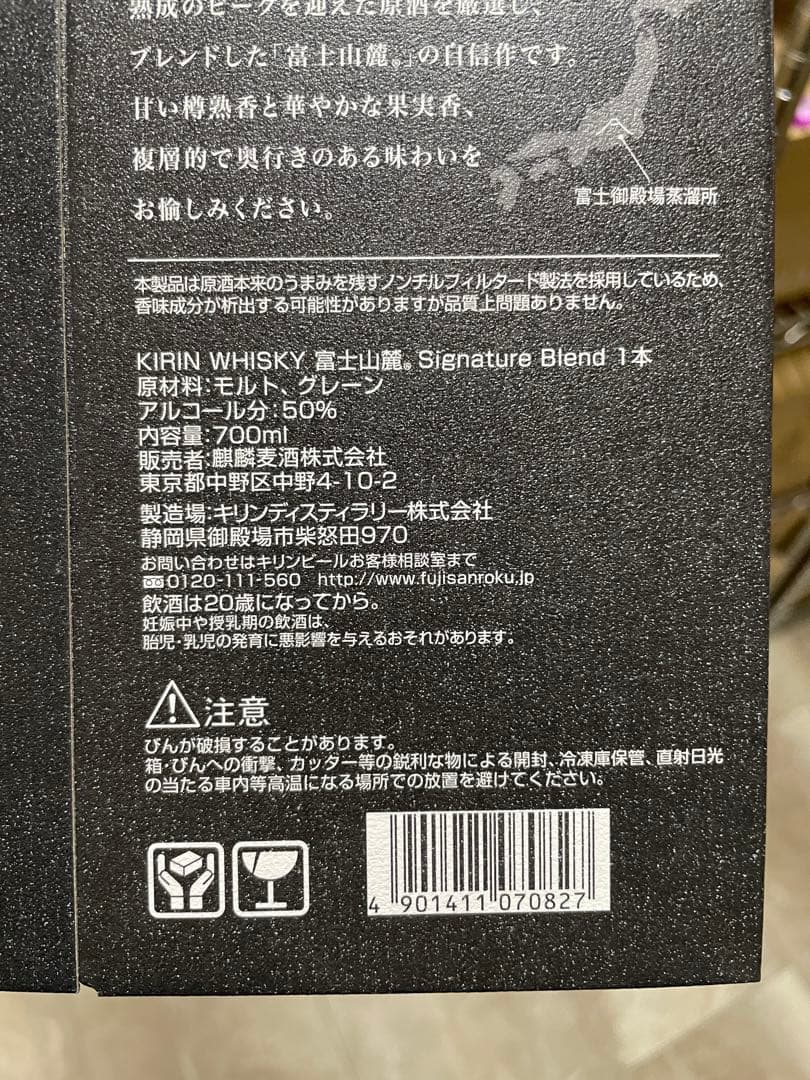 熟成のピークを迎えた原酒を厳選し、
ブレンドした「富士山麓®」の自信作です。
甘い樽熟香と華やかな果実香、
複層的で奥行きのある味わいを
お愉しみください。
富士御殿場蒸溜所
本製品は原酒本来のうまみを残すノンチルフィルタード製法を採用しているため、
香味成分が析出する可能性がありますが品質上問題ありません。
KIRIN WHISKY 富士山麓® Signature Blend 1本
原材料:モルト、グレーン
アルコール分:50%
内容量:700ml
販売者:麒麟麦酒株式会社
東京都中野区中野4-10-2
製造場:キリンディスティラリー株式会社
静岡県御殿場市柴怒田970
お問い合わせはキリンビールお客様相談室まで
0120-111-560 http://www.fujisanroku.jp
飲酒は20歳になってから。
妊娠中や授乳期の飲酒は、
胎児・乳児の発育に悪影響を与えるおそれがあります。
注意
びんが破損することがあります。
箱・びんへの衝撃、カッター等の鋭利な物による開封、冷凍庫保管、直射日光
の当たる車内等高温になる場所での放置を避けてください。
4 901411 070827